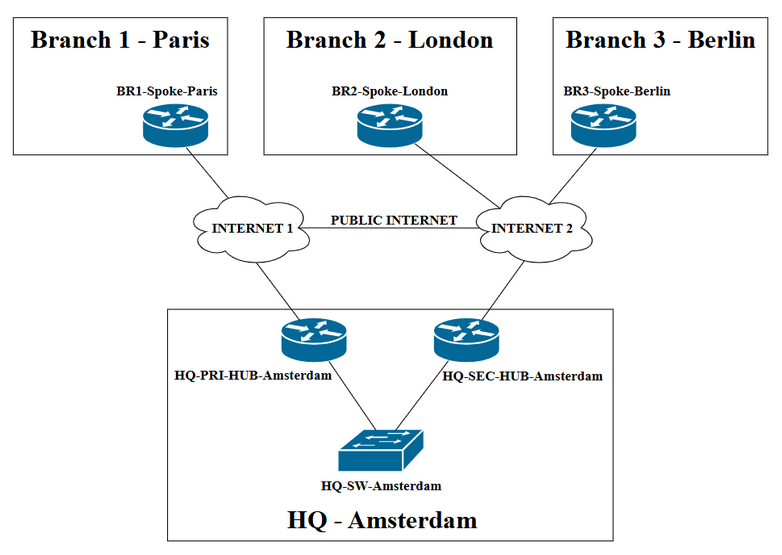 Branch 1 - Paris
Branch 2 - London
Branch 3 - Berlin
BR1-Spoke-Paris
BR2-Spoke-London
BR3-Spoke-Berlin
INTERNET 1
PUBLIC INTERNET
INTERNET 2
HQ-PRI-HUB-Amsterdam
HQ-SEC-HUB-Amsterdam
HQ-SW-Amsterdam
HQ - Amsterdam